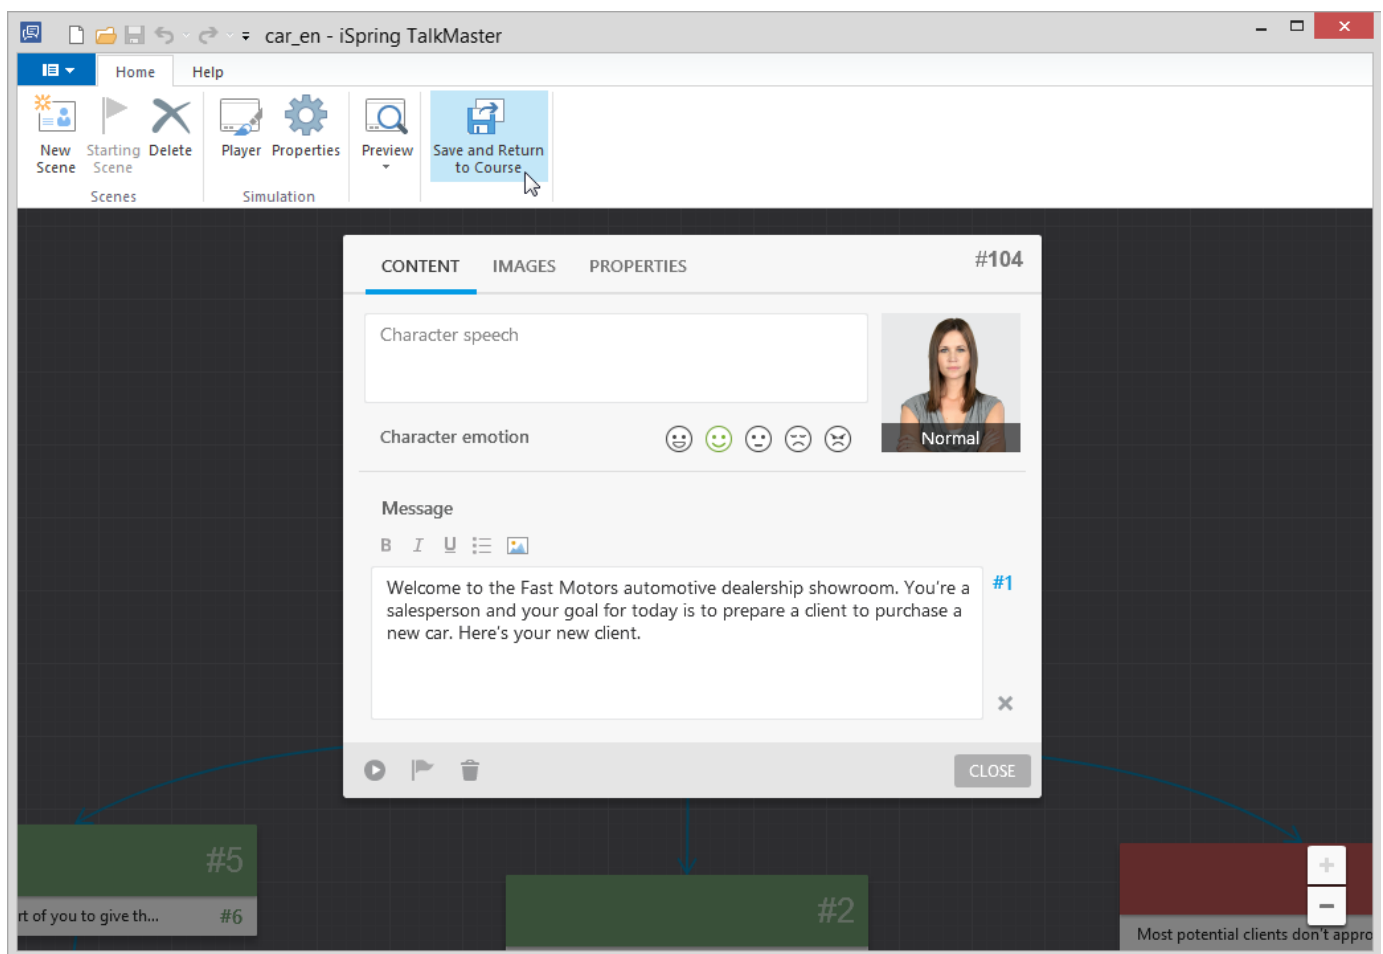 car_en - iSpring TalkMaster
Home Help
New Scene
Starting Scene
Delete
Player
Properties
Preview
Save and Return to Course
Scenes
Simulation
CONTENT IMAGES PROPERTIES #104
Character speech
Character emotion
Normal
Message
B I U
Welcome to the Fast Motors automotive dealership showroom. You're a
salesperson and your goal for today is to prepare a client to purchase a
new car. Here's your new client.
#1
CLOSE
#5
rt of you to give th... #6
#2
Most potential clients don't appro